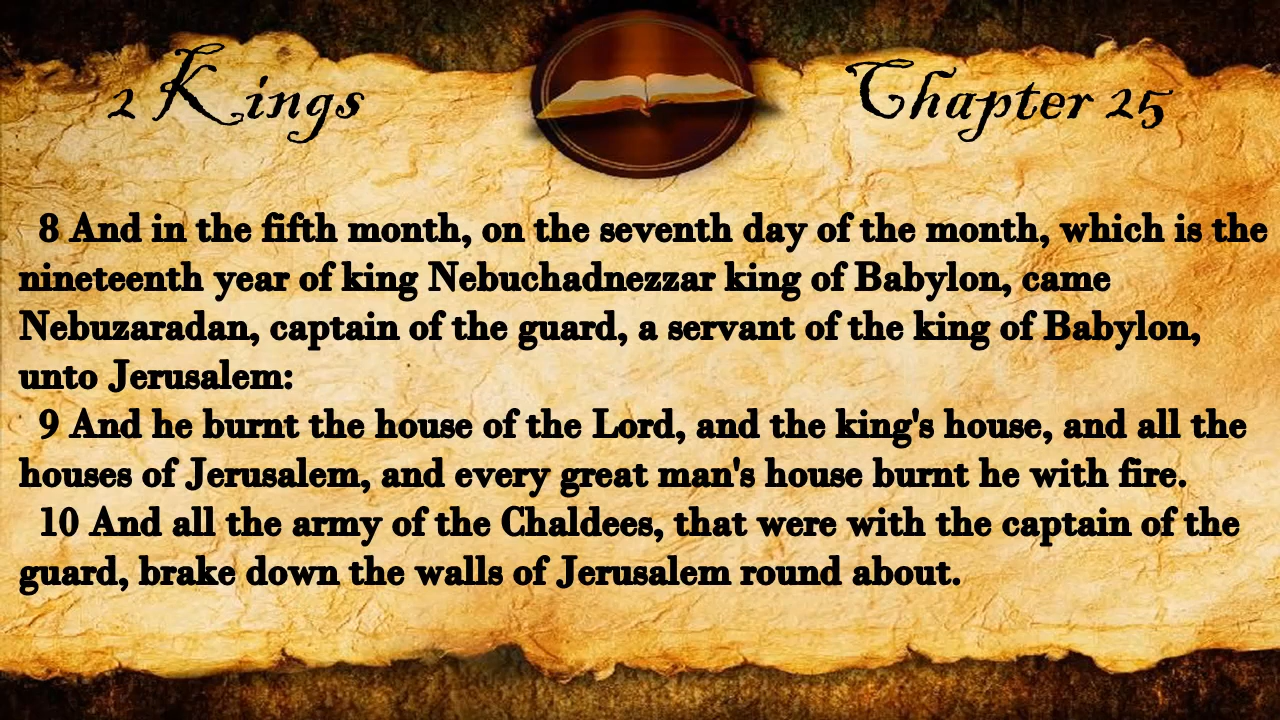 2 Kings
Chapter 25
8 And in the fifth month, on the seventh day of the month, which is the
nineteenth year of king Nebuchadnezzar king of Babylon, came
Nebuzaradan, captain of the guard, a servant of the king of Babylon,
unto Jerusalem:
9 And he burnt the house of the Lord, and the king's house, and all the
houses of Jerusalem, and every great man's house burnt he with fire.
10 And all the army of the Chaldees, that were with the captain of the
guard, brake down the walls of Jerusalem round about.